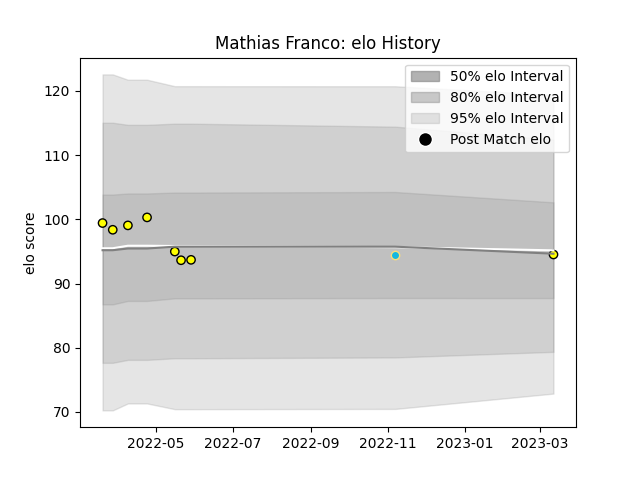 Mathias Franco: elo History
50% elo Interval
80% elo Interval
95% elo Interval
Post Match elo
elo score
120
110
100
90
80
70
2022-05 2022-07 2022-09 2022-11 2023-01 2023-03